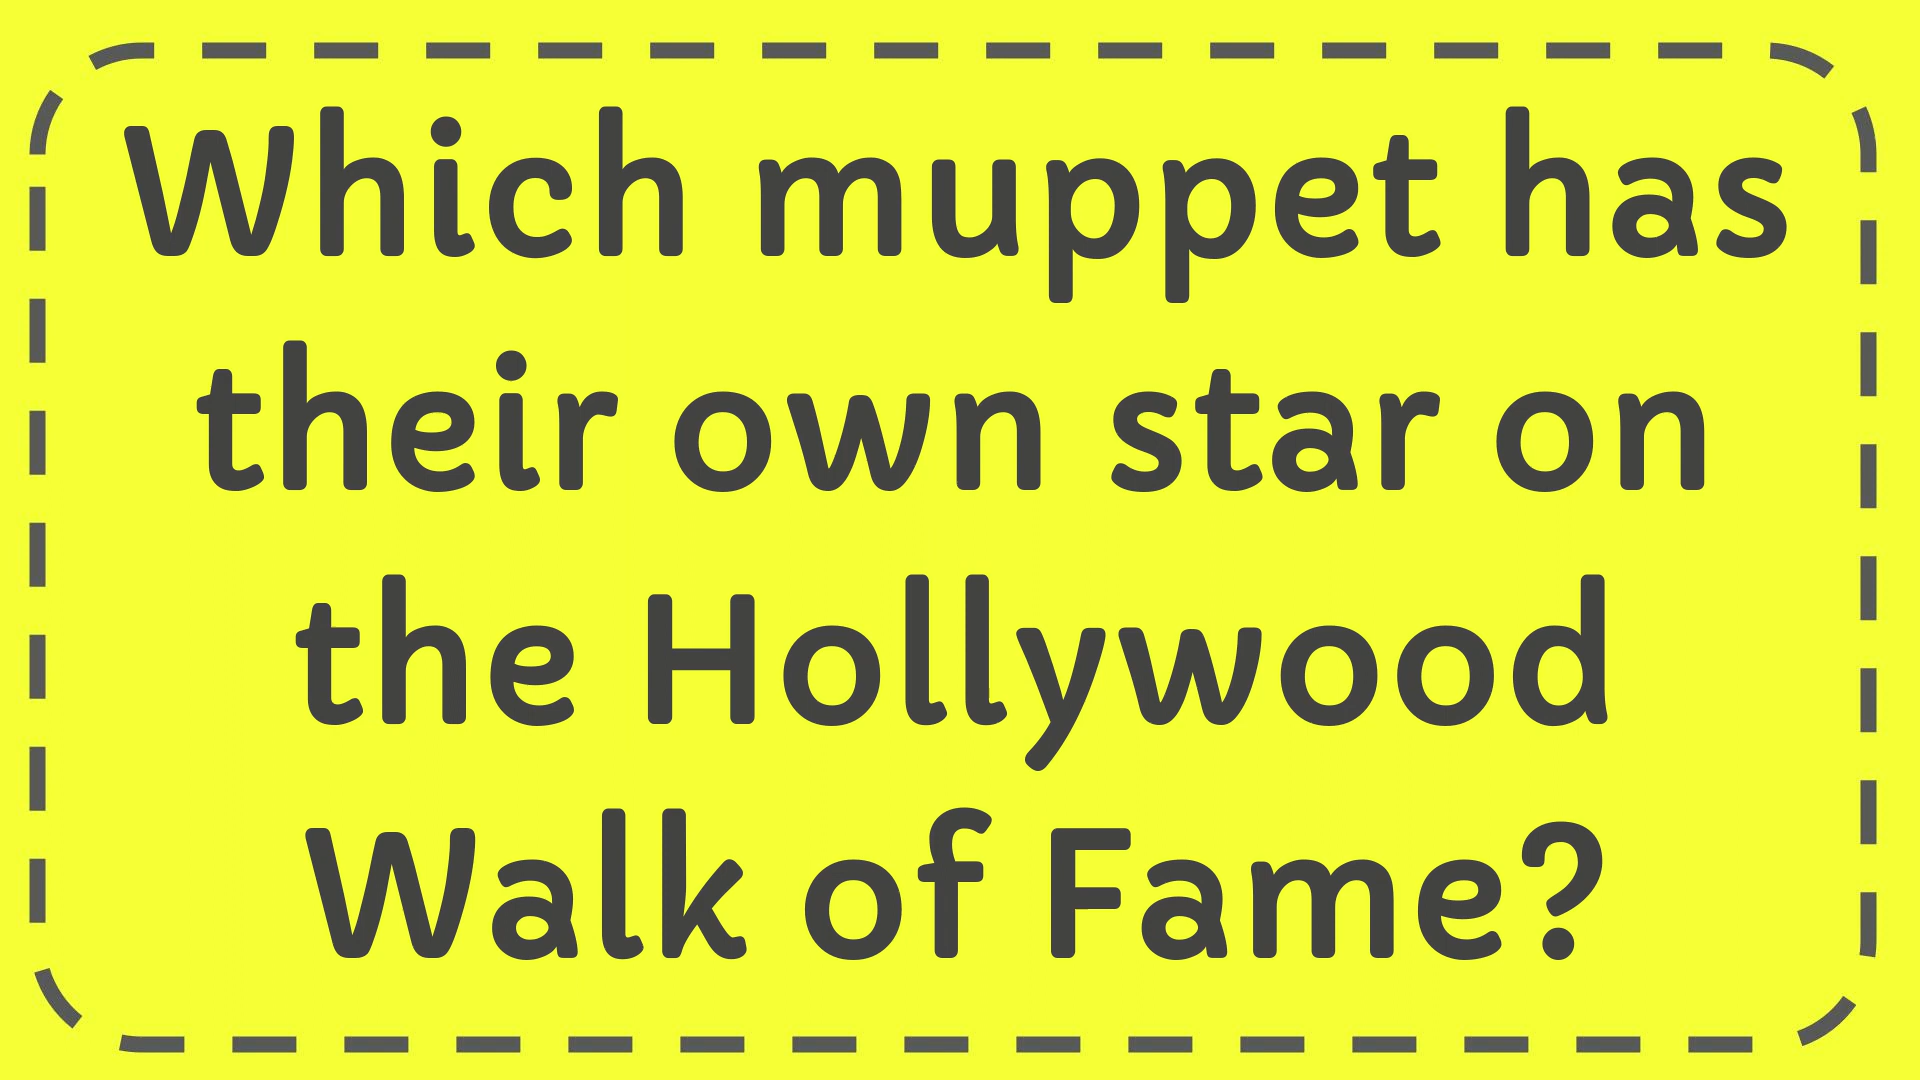 Which muppet has
their own star on
the Hollywood
Walk of Fame?